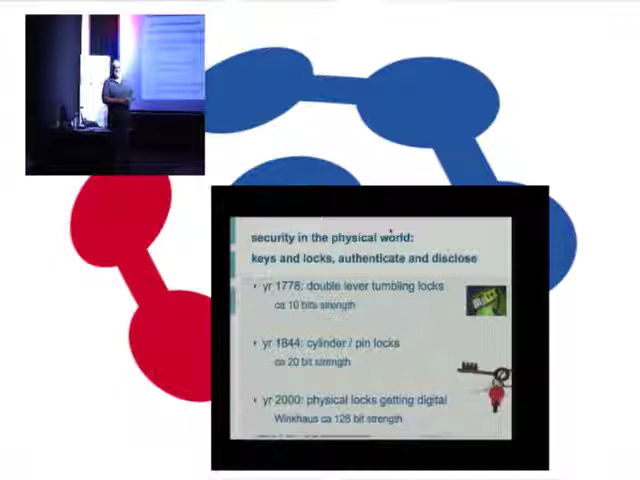 security in the physical world:
keys and locks, authenticate and disclose
yr 1778: double lever tumbling locks
ca 10 bits strength
yr 1844: cylinder / pin locks
ca 20 bit strength
yr 2000: physical locks getting digital
Winkhaus ca 128 bit strength